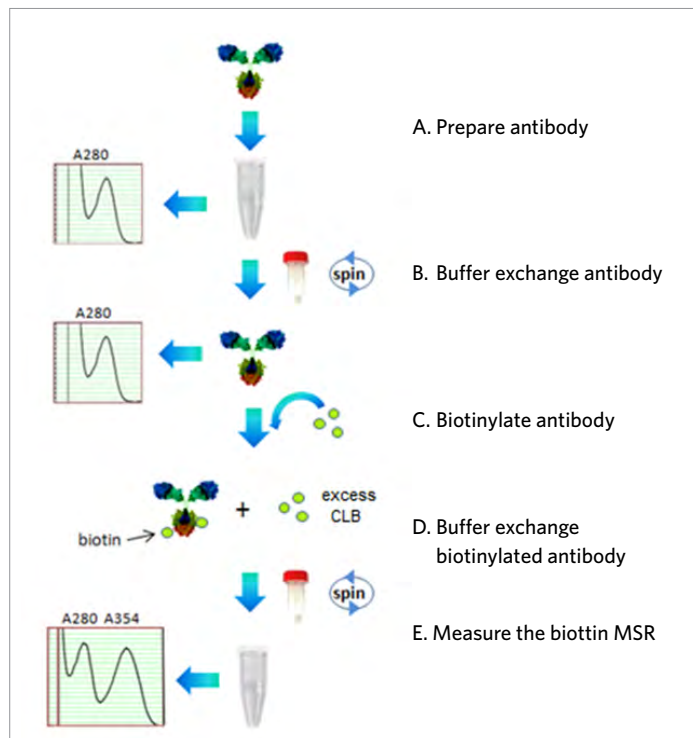 A. Prepare antibody
A280
spin
B. Buffer exchange antibody
A280
C. Biotinylate antibody
biotin
+
excess
CLB
D. Buffer exchange
biotinylated antibody
spin
E. Measure the biottin MSR
A280 A354